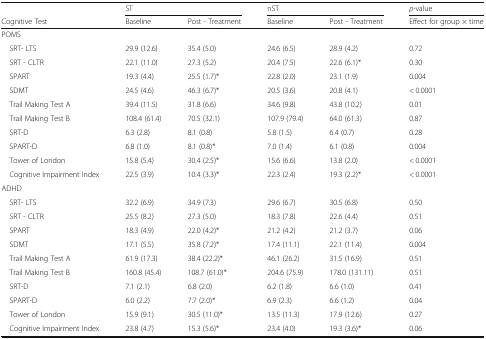 ST nST p-value
Cognitive Test Baseline Post - Treatment Baseline Post - Treatment Effect for group × time
POMS
SRT- LTS 29.9 (12.6) 35.4 (5.0) 24.6 (6.5) 28.9 (4.2) 0.72
SRT - CLTR 22.1 (11.0) 27.3 (5.2) 20.4 (7.5) 22.6 (6.1)* 0.30
SPART 19.3 (4.4) 25.5 (1.7)* 22.8 (2.0) 23.1 (1.9) 0.004
SDMT 24.5 (4.6) 46.3 (6.7)* 20.5 (3.6) 20.8 (4.1) < 0.0001
Trail Making Test A 39.4 (11.5) 31.8 (6.6) 34.6 (9.8) 43.8 (10.2) 0.01
Trail Making Test B 108.4 (61.4) 70.5 (32.1) 107.9 (79.4) 64.0 (61.3) 0.87
SRT-D 6.3 (2.8) 8.1 (0.8) 5.8 (1.5) 6.4 (0.7) 0.28
SPART-D 6.8 (1.0) 8.1 (0.8)* 7.0 (1.4) 6.1 (0.8) 0.004
Tower of London 15.8 (5.4) 30.4 (2.5)* 15.6 (6.6) 13.8 (2.0) < 0.0001
Cognitive Impairment Index 22.5 (3.9) 10.4 (3.3)* 22.3 (2.4) 19.3 (2.2)* < 0.0001
ADHD
SRT- LTS 32.2 (6.9) 34.9 (7.3) 29.6 (6.7) 30.5 (6.8) 0.50
SRT - CLTR 25.5 (8.2) 27.3 (5.0) 18.3 (7.8) 22.6 (4.4) 0.51
SPART 18.3 (4.9) 22.0 (4.2)* 21.2 (4.2) 21.2 (3.7) 0.06
SDMT 17.1 (5.5) 35.8 (7.2)* 17.4 (11.1) 22.1 (11.4) 0.004
Trail Making Test A 61.9 (17.3) 38.4 (22.2)* 46.1 (26.2) 31.5 (16.9) 0.51
Trail Making Test B 160.8 (45.4) 108.7 (61.0)* 204.6 (75.9) 178.0 (131.11) 0.51
SRT-D 7.1 (2.1) 6.8 (2.0) 6.2 (1.8) 6.6 (1.0) 0.41
SPART-D 6.0 (2.2) 7.7 (2.0)* 6.9 (2.3) 6.6 (1.2) 0.04
Tower of London 15.9 (9.1) 30.5 (11.0)* 13.5 (11.3) 17.9 (12.6) 0.27
Cognitive Impairment Index 23.8 (4.7) 15.3 (5.6)* 23.4 (4.0) 19.3 (3.6)* 0.06